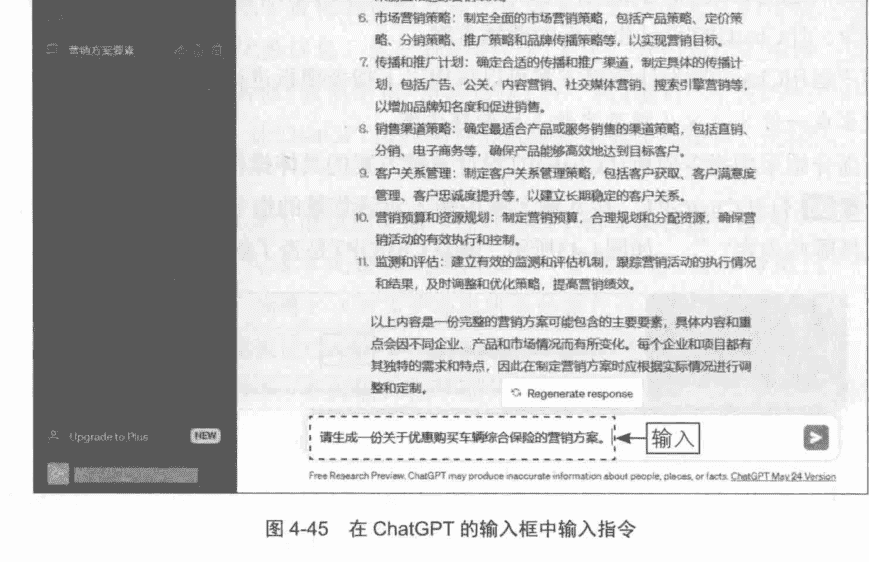 6. 市场营销策略：制定全面的市场营销策略，包括产品策略、定价策
略、分销策略、推广策略和品牌传播策略等，以实现营销目标。
营销方案要素
7. 传播和推广计划：确定合适的传播和推广渠道，制定具体的传播计
划，包括广告、公关、内容营销、社交媒体营销、搜索引擎营销等，
以增加品牌知名度和促进销售。
8. 销售渠道策略：确定最适合产品或服务销售的渠道策略，包括直销、
分销、电子商务等，确保产品能够高效地达到目标客户。
9. 客户关系管理：制定客户关系管理策略，包括客户获取、客户满意度
管理、客户忠诚度提升等，以建立长期稳定的客户关系。
10. 营销预算和资源规划：制定营销预算，合理规划和分配资源，确保营
销活动的有效执行和控制。
11. 监测和评估：建立有效的监测和评估机制，跟踪营销活动的执行情况
和结果，及时调整和优化策略，提高营销绩效。
以上内容是一份完整的营销方案可能包含的主要要素，具体内容和重
点会因不同企业、产品和市场情况而有所变化。每个企业和项目都有
其独特的需求和特点，因此在制定营销方案时应根据实际情况进行调
整和定制。
Regenerate response
Upgrade to Plus NEW
请生成一份关于优惠购买车辆综合保险的营销方案。
输入
Free Research Preview. ChatGPT may produce inaccurate information about people, places, or facts. ChatGPT May 24 Version
图 4-45 在 ChatGPT 的输入框中输入指令